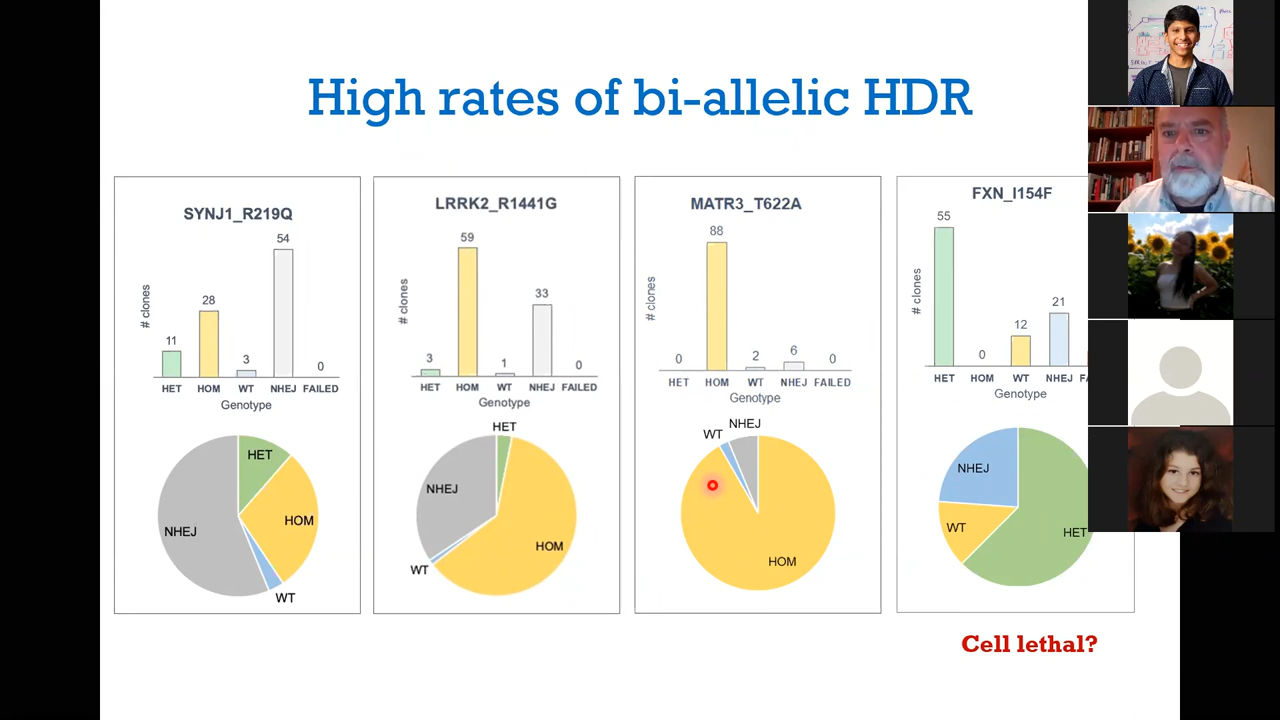 High rates of bi-allelic HDR
SYNJ1_R219Q
# clones
11
28
3
54
0
HET HOM WT NHEJ FAILED
Genotype
HET
HOM
WT
NHEJ
LRRK2_R1441G
# clones
3
59
1
33
0
HET HOM WT NHEJ FAILED
Genotype
HET
HOM
WT
NHEJ
MATR3_T622A
# clones
0
88
2
6
0
HET HOM WT NHEJ FAILED
Genotype
NHEJ
WT
HOM
FXN_I154F
# clones
55
0
12
21
HET HOM WT NHEJ
Genotype
NHEJ
WT
HET
Cell lethal?